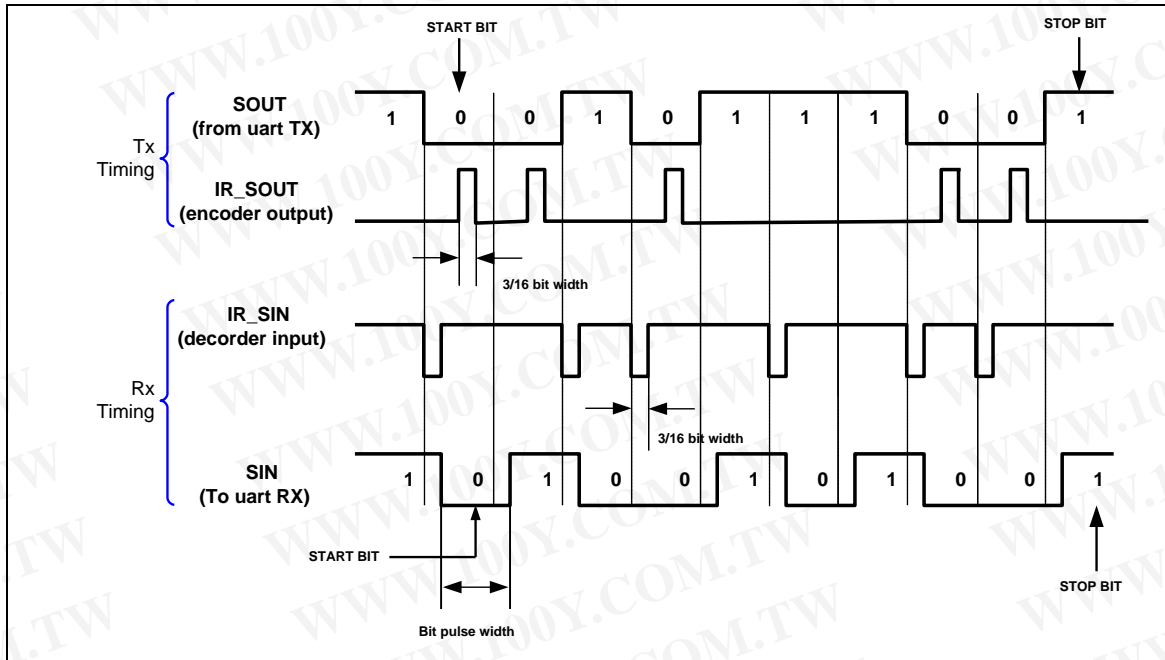 START BIT
STOP BIT
SOUT
(from uart TX)
1 0 0 1 0 1 1 1 0 0 1
Tx
Timing
IR_SOUT
(encoder output)
3/16 bit width
IR_SIN
(decorder input)
Rx
Timing
3/16 bit width
SIN
(To uart RX)
1 0 1 0 0 1 0 1 0 0 1
START BIT
STOP BIT
Bit pulse width
WWW.100Y.COM.TW